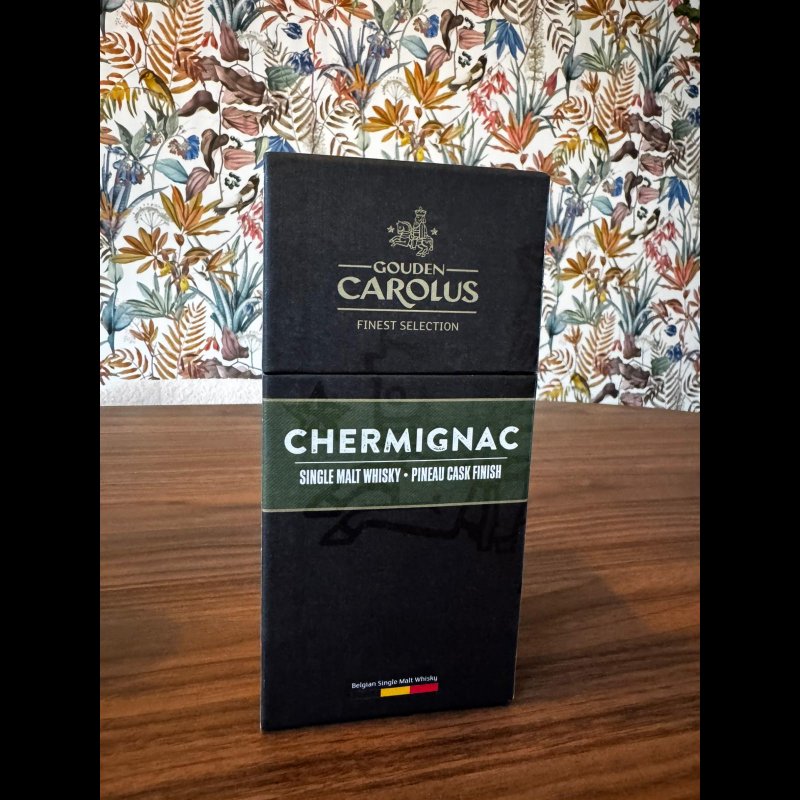 GOUDEN
CAROLUS
FINEST SELECTION
CHERMIGNAC
SINGLE MALT WHISKY • PINEAU CASK FINISH
Belgian Single Malt Whisky